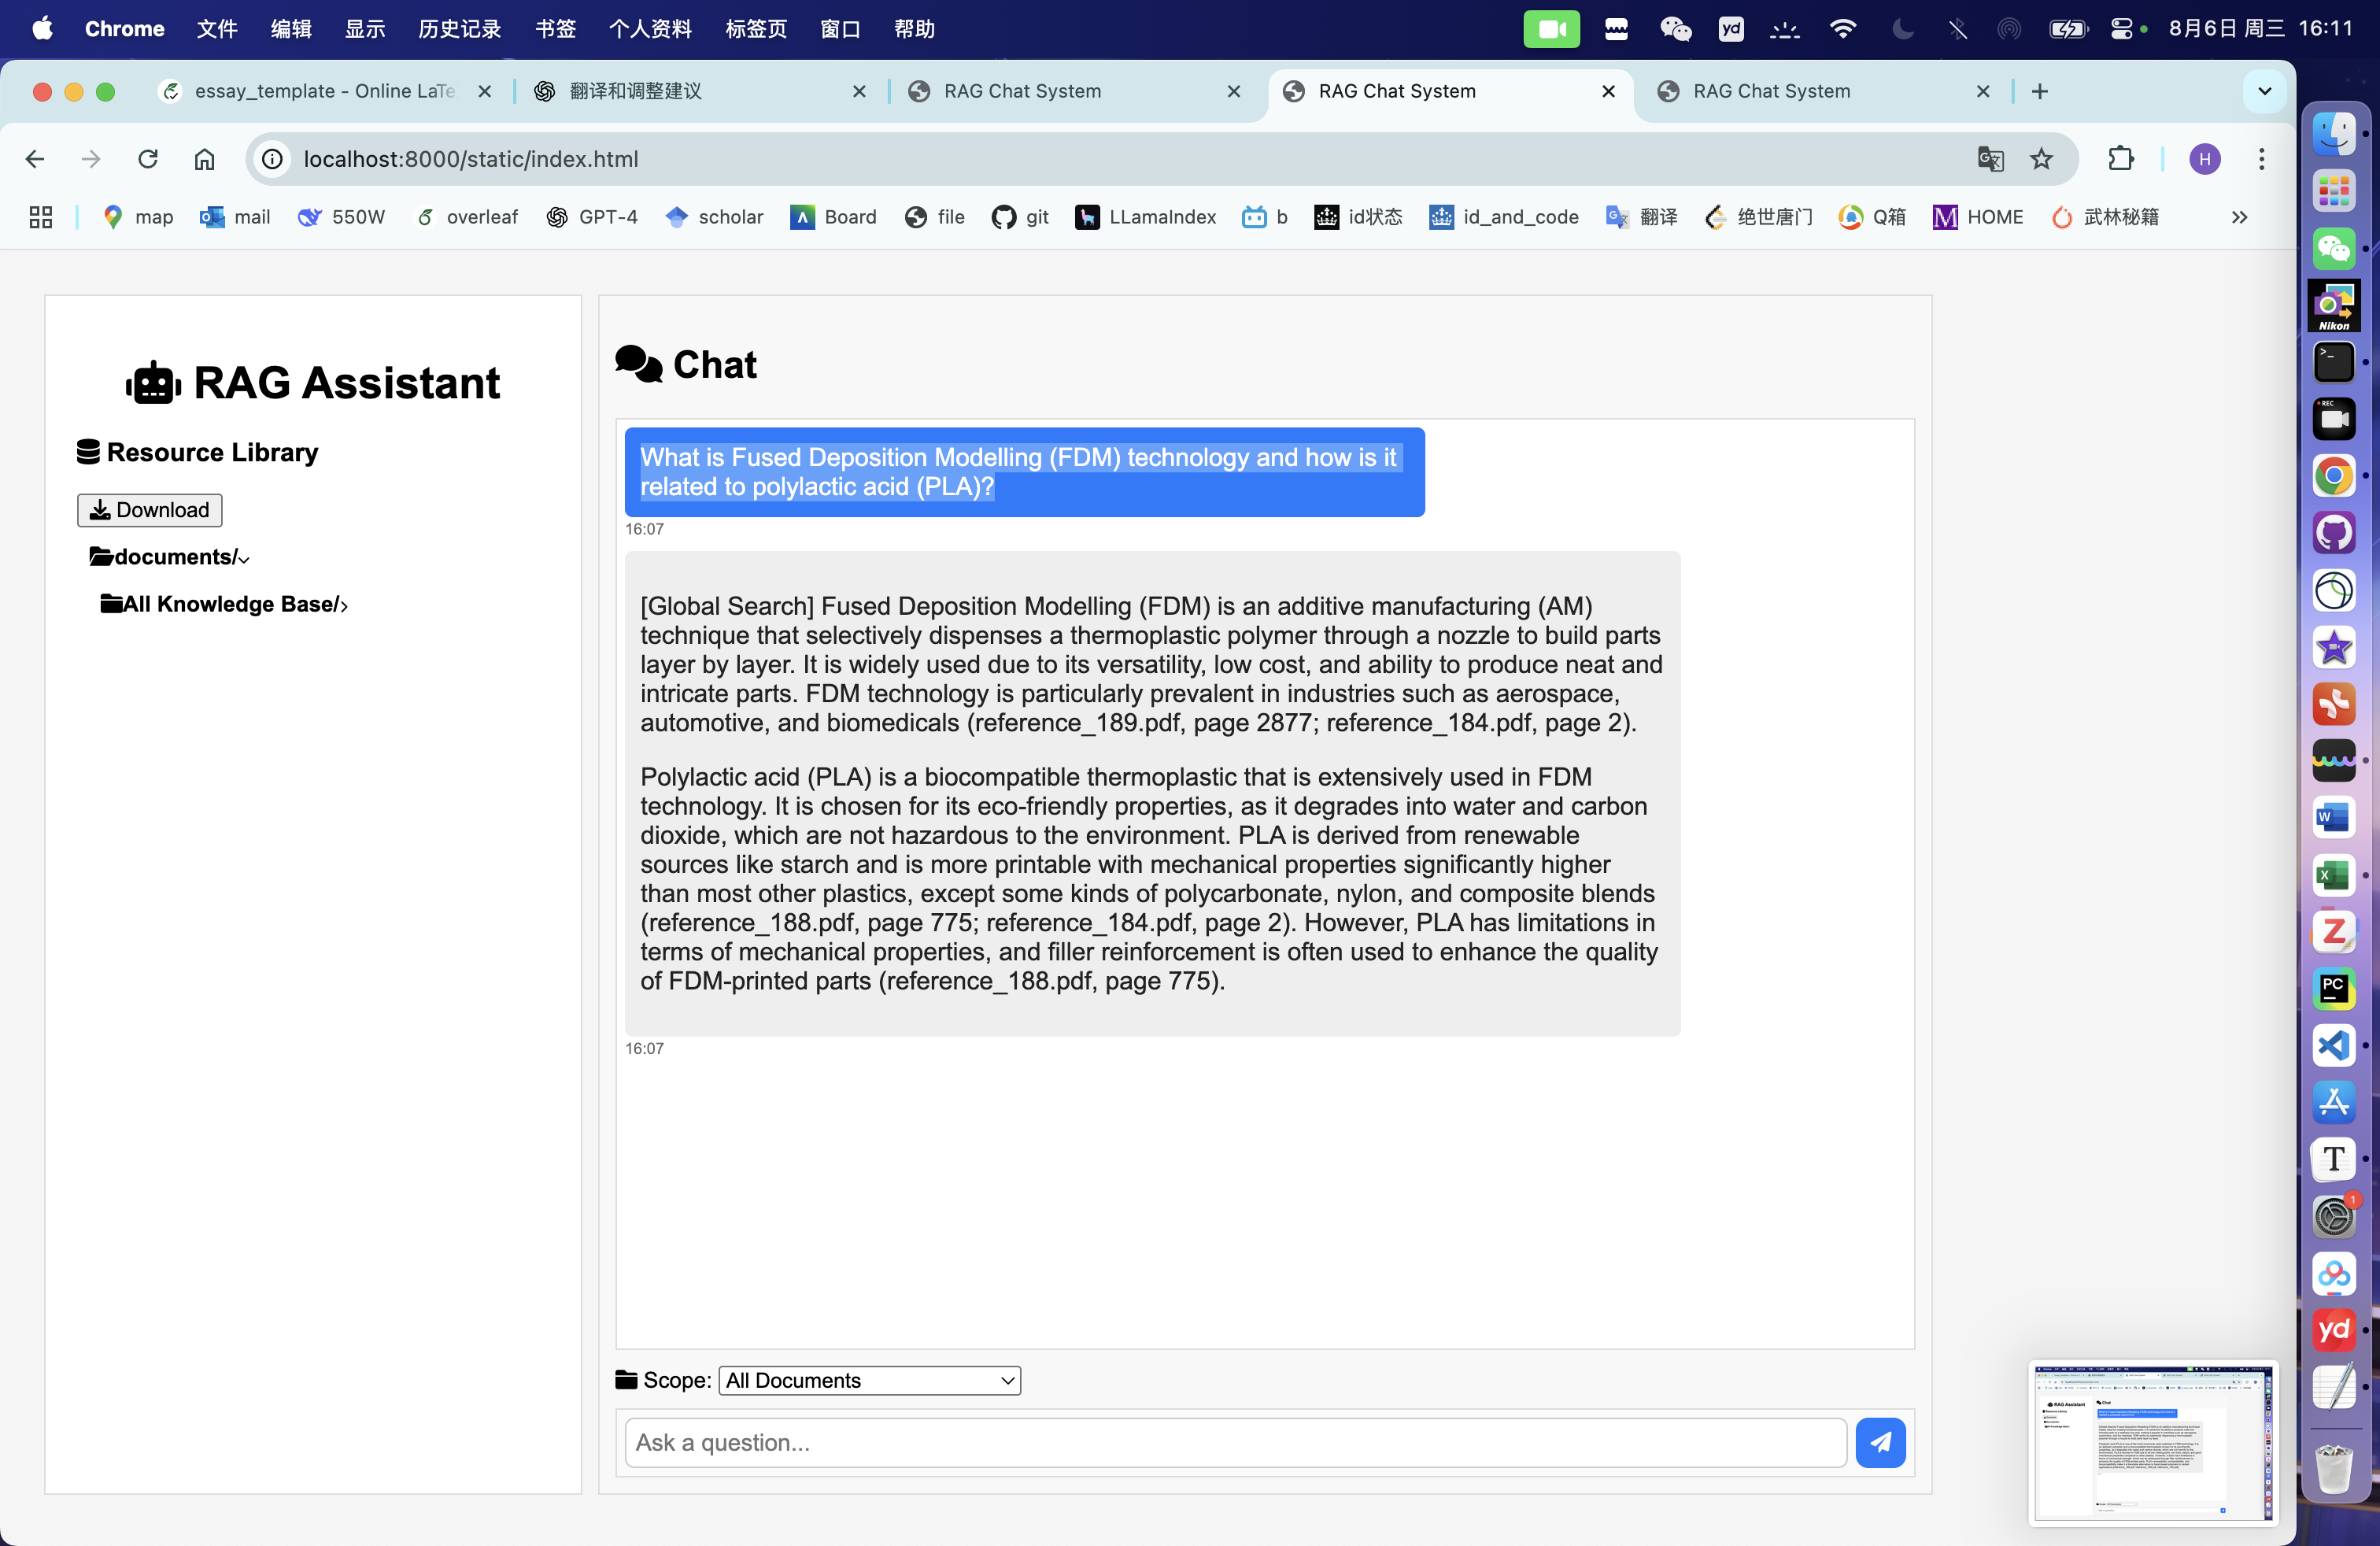 Chrome 文件 编辑 显示 历史记录 书签 个人资料 标签页 窗口 帮助 yd 8月6日 周三 16:11
essay_template - Online LaTe 翻译和调整建议 RAG Chat System RAG Chat System RAG Chat System
localhost:8000/static/index.html H
map mail 550W overleaf GPT-4 scholar Board file git LLamaIndex b id状态 id_and_code 翻译 绝世唐门 Q箱 HOME 武林秘籍
RAG Assistant
Resource Library
Download
documents/
All Knowledge Base/
Chat
What is Fused Deposition Modelling (FDM) technology and how is it
related to polylactic acid (PLA)?
16:07
[Global Search] Fused Deposition Modelling (FDM) is an additive manufacturing (AM)
technique that selectively dispenses a thermoplastic polymer through a nozzle to build parts
layer by layer. It is widely used due to its versatility, low cost, and ability to produce neat and
intricate parts. FDM technology is particularly prevalent in industries such as aerospace,
automotive, and biomedicals (reference_189.pdf, page 2877; reference_184.pdf, page 2).
Polylactic acid (PLA) is a biocompatible thermoplastic that is extensively used in FDM
technology. It is chosen for its eco-friendly properties, as it degrades into water and carbon
dioxide, which are not hazardous to the environment. PLA is derived from renewable
sources like starch and is more printable with mechanical properties significantly higher
than most other plastics, except some kinds of polycarbonate, nylon, and composite blends
(reference_188.pdf, page 775; reference_184.pdf, page 2). However, PLA has limitations in
terms of mechanical properties, and filler reinforcement is often used to enhance the quality
of FDM-printed parts (reference_188.pdf, page 775).
16:07
Scope: All Documents
Ask a question...
Nikon
REC
W
X
Z
PC
T
1
yd
RAG Assistant
Chat